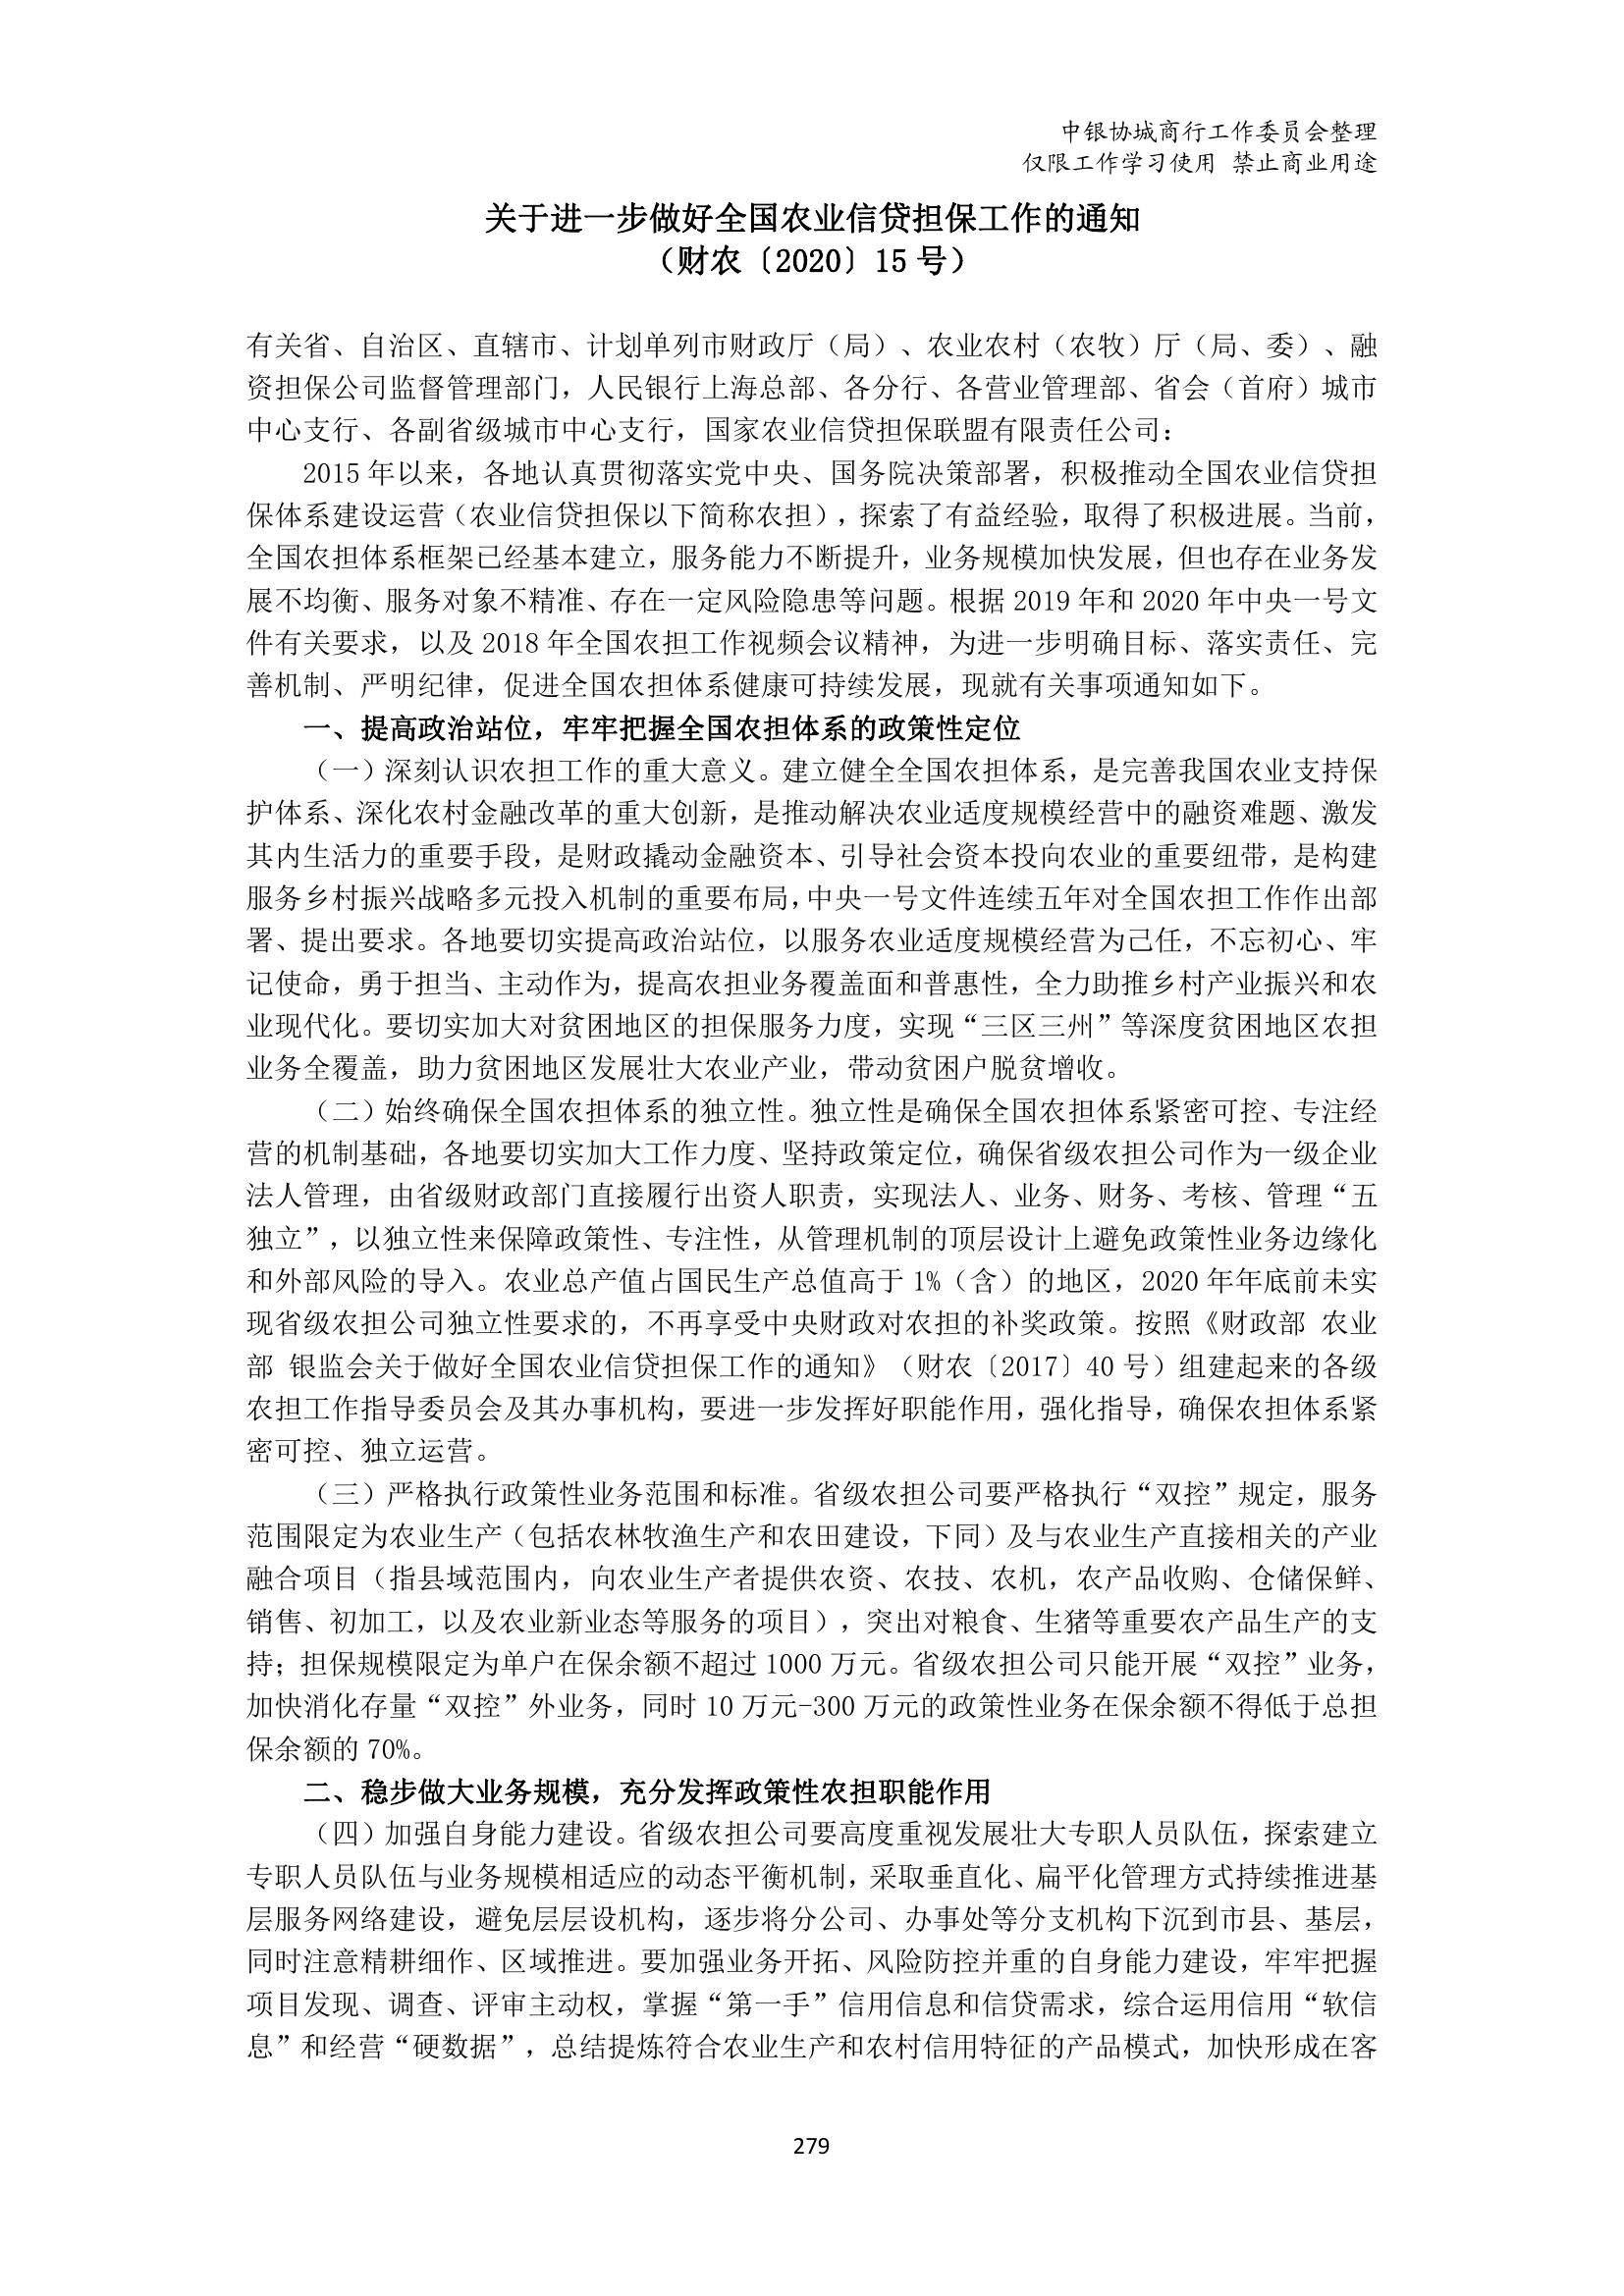 中银协城商行工作委员会整理
仅限工作学习使用 禁止商业用途
关于进一步做好全国农业信贷担保工作的通知
（财农〔2020〕15 号）
有关省、自治区、直辖市、计划单列市财政厅（局）、农业农村（农牧）厅（局、委）、融
资担保公司监督管理部门，人民银行上海总部、各分行、各营业管理部、省会（首府）城市
中心支行、各副省级城市中心支行，国家农业信贷担保联盟有限责任公司：
2015 年以来，各地认真贯彻落实党中央、国务院决策部署，积极推动全国农业信贷担
保体系建设运营（农业信贷担保以下简称农担），探索了有益经验，取得了积极进展。当前，
全国农担体系框架已经基本建立，服务能力不断提升，业务规模加快发展，但也存在业务发
展不均衡、服务对象不精准、存在一定风险隐患等问题。根据 2019 年和 2020 年中央一号文
件有关要求，以及 2018 年全国农担工作视频会议精神，为进一步明确目标、落实责任、完
善机制、严明纪律，促进全国农担体系健康可持续发展，现就有关事项通知如下。
一、提高政治站位，牢牢把握全国农担体系的政策性定位
（一）深刻认识农担工作的重大意义。建立健全全国农担体系，是完善我国农业支持保
护体系、深化农村金融改革的重大创新，是推动解决农业适度规模经营中的融资难题、激发
其内生活力的重要手段，是财政撬动金融资本、引导社会资本投向农业的重要纽带，是构建
服务乡村振兴战略多元投入机制的重要布局，中央一号文件连续五年对全国农担工作作出部
署、提出要求。各地要切实提高政治站位，以服务农业适度规模经营为己任，不忘初心、牢
记使命，勇于担当、主动作为，提高农担业务覆盖面和普惠性，全力助推乡村产业振兴和农
业现代化。要切实加大对贫困地区的担保服务力度，实现“三区三州”等深度贫困地区农担
业务全覆盖，助力贫困地区发展壮大农业产业，带动贫困户脱贫增收。
（二）始终确保全国农担体系的独立性。独立性是确保全国农担体系紧密可控、专注经
营的机制基础，各地要切实加大工作力度、坚持政策定位，确保省级农担公司作为一级企业
法人管理，由省级财政部门直接履行出资人职责，实现法人、业务、财务、考核、管理“五
独立”，以独立性来保障政策性、专注性，从管理机制的顶层设计上避免政策性业务边缘化
和外部风险的导入。农业总产值占国民生产总值高于 1%（含）的地区，2020 年年底前未实
现省级农担公司独立性要求的，不再享受中央财政对农担的补奖政策。按照《财政部 农业
部 银监会关于做好全国农业信贷担保工作的通知》（财农〔2017〕40 号）组建起来的各级
农担工作指导委员会及其办事机构，要进一步发挥好职能作用，强化指导，确保农担体系紧
密可控、独立运营。
（三）严格执行政策性业务范围和标准。省级农担公司要严格执行“双控”规定，服务
范围限定为农业生产（包括农林牧渔生产和农田建设，下同）及与农业生产直接相关的产业
融合项目（指县域范围内，向农业生产者提供农资、农技、农机，农产品收购、仓储保鲜、
销售、初加工，以及农业新业态等服务的项目），突出对粮食、生猪等重要农产品生产的支
持；担保规模限定为单户在保余额不超过 1000 万元。省级农担公司只能开展“双控”业务，
加快消化存量“双控”外业务，同时 10 万元-300 万元的政策性业务在保余额不得低于总担
保余额的 70%。
二、稳步做大业务规模，充分发挥政策性农担职能作用
（四）加强自身能力建设。省级农担公司要高度重视发展壮大专职人员队伍，探索建立
专职人员队伍与业务规模相适应的动态平衡机制，采取垂直化、扁平化管理方式持续推进基
层服务网络建设，避免层层设机构，逐步将分公司、办事处等分支机构下沉到市县、基层，
同时注意精耕细作、区域推进。要加强业务开拓、风险防控并重的自身能力建设，牢牢把握
项目发现、调查、评审主动权，掌握“第一手”信用信息和信贷需求，综合运用信用“软信
息”和经营“硬数据”，总结提炼符合农业生产和农村信用特征的产品模式，加快形成在客
279